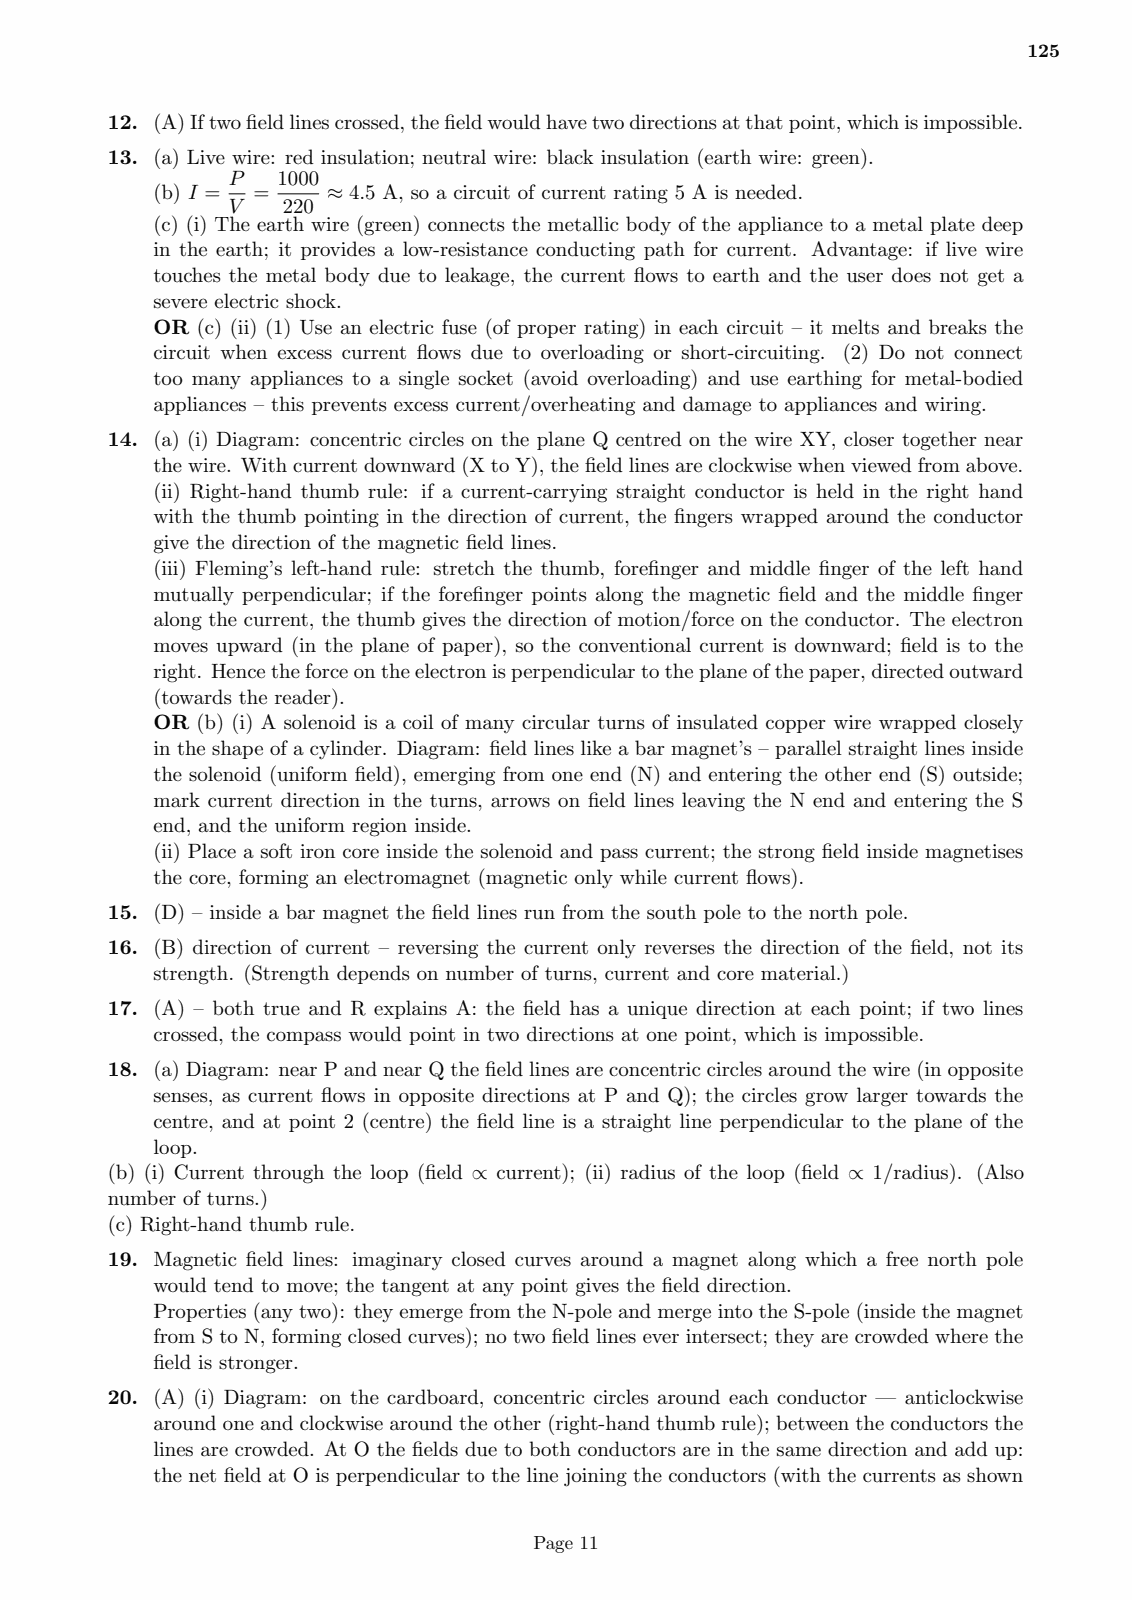 125
12. (A) If two field lines crossed, the field would have two directions at that point, which is impossible.
13. (a) Live wire: red insulation; neutral wire: black insulation (earth wire: green).
(b) I = P/V = 1000/220 ≈ 4.5 A, so a circuit of current rating 5 A is needed.
(c) (i) The earth wire (green) connects the metallic body of the appliance to a metal plate deep
in the earth; it provides a low-resistance conducting path for current. Advantage: if live wire
touches the metal body due to leakage, the current flows to earth and the user does not get a
severe electric shock.
OR (c) (ii) (1) Use an electric fuse (of proper rating) in each circuit – it melts and breaks the
circuit when excess current flows due to overloading or short-circuiting. (2) Do not connect
too many appliances to a single socket (avoid overloading) and use earthing for metal-bodied
appliances – this prevents excess current/overheating and damage to appliances and wiring.
14. (a) (i) Diagram: concentric circles on the plane Q centred on the wire XY, closer together near
the wire. With current downward (X to Y), the field lines are clockwise when viewed from above.
(ii) Right-hand thumb rule: if a current-carrying straight conductor is held in the right hand
with the thumb pointing in the direction of current, the fingers wrapped around the conductor
give the direction of the magnetic field lines.
(iii) Fleming's left-hand rule: stretch the thumb, forefinger and middle finger of the left hand
mutually perpendicular; if the forefinger points along the magnetic field and the middle finger
along the current, the thumb gives the direction of motion/force on the conductor. The electron
moves upward (in the plane of paper), so the conventional current is downward; field is to the
right. Hence the force on the electron is perpendicular to the plane of the paper, directed outward
(towards the reader).
OR (b) (i) A solenoid is a coil of many circular turns of insulated copper wire wrapped closely
in the shape of a cylinder. Diagram: field lines like a bar magnet's – parallel straight lines inside
the solenoid (uniform field), emerging from one end (N) and entering the other end (S) outside;
mark current direction in the turns, arrows on field lines leaving the N end and entering the S
end, and the uniform region inside.
(ii) Place a soft iron core inside the solenoid and pass current; the strong field inside magnetises
the core, forming an electromagnet (magnetic only while current flows).
15. (D) – inside a bar magnet the field lines run from the south pole to the north pole.
16. (B) direction of current – reversing the current only reverses the direction of the field, not its
strength. (Strength depends on number of turns, current and core material.)
17. (A) – both true and R explains A: the field has a unique direction at each point; if two lines
crossed, the compass would point in two directions at one point, which is impossible.
18. (a) Diagram: near P and near Q the field lines are concentric circles around the wire (in opposite
senses, as current flows in opposite directions at P and Q); the circles grow larger towards the
centre, and at point 2 (centre) the field line is a straight line perpendicular to the plane of the
loop.
(b) (i) Current through the loop (field ∝ current); (ii) radius of the loop (field ∝ 1/radius). (Also
number of turns.)
(c) Right-hand thumb rule.
19. Magnetic field lines: imaginary closed curves around a magnet along which a free north pole
would tend to move; the tangent at any point gives the field direction.
Properties (any two): they emerge from the N-pole and merge into the S-pole (inside the magnet
from S to N, forming closed curves); no two field lines ever intersect; they are crowded where the
field is stronger.
20. (A) (i) Diagram: on the cardboard, concentric circles around each conductor — anticlockwise
around one and clockwise around the other (right-hand thumb rule); between the conductors the
lines are crowded. At O the fields due to both conductors are in the same direction and add up:
the net field at O is perpendicular to the line joining the conductors (with the currents as shown
Page 11